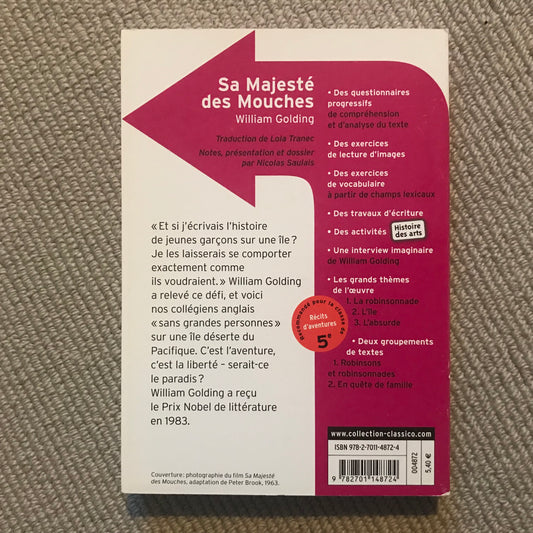 Sa Majesté
des Mouches
William Golding
Traduction de Lola Tranec
Notes, présentation et dossier
par Nicolas Saulais
« Et si j'écrivais l'histoire
de jeunes garçons sur une île ?
Je les laisserais se comporter
exactement comme
ils voudraient. » William Golding
a relevé ce défi, et voici
nos collégiens anglais
« sans grandes personnes »
sur une île déserte du
Pacifique. C'est l'aventure,
c'est la liberté – serait-ce
le paradis ?
William Golding a reçu
le Prix Nobel de littérature
en 1983.
Couverture : photographie du film Sa Majesté
des Mouches, adaptation de Peter Brook, 1963.
• Des questionnaires
progressifs
de compréhension
et d'analyse du texte
• Des exercices
de lecture d'images
• Des exercices
de vocabulaire
à partir de champs lexicaux
• Des travaux d'écriture
• Des activités Histoire
des arts
• Une interview imaginaire
de William Golding
• Les grands thèmes
de l'œuvre
1. La robinsonnade
2. L'île
3. L'absurde
• Deux groupements
de textes
1. Robinsons
et robinsonnades
2. En quête de famille
Recommandé pour la classe de
Récits
d'aventures
5e
www.collection-classico.com
ISBN 978-2-7011-4872-4
9 782701 148724
004872
5,40 €